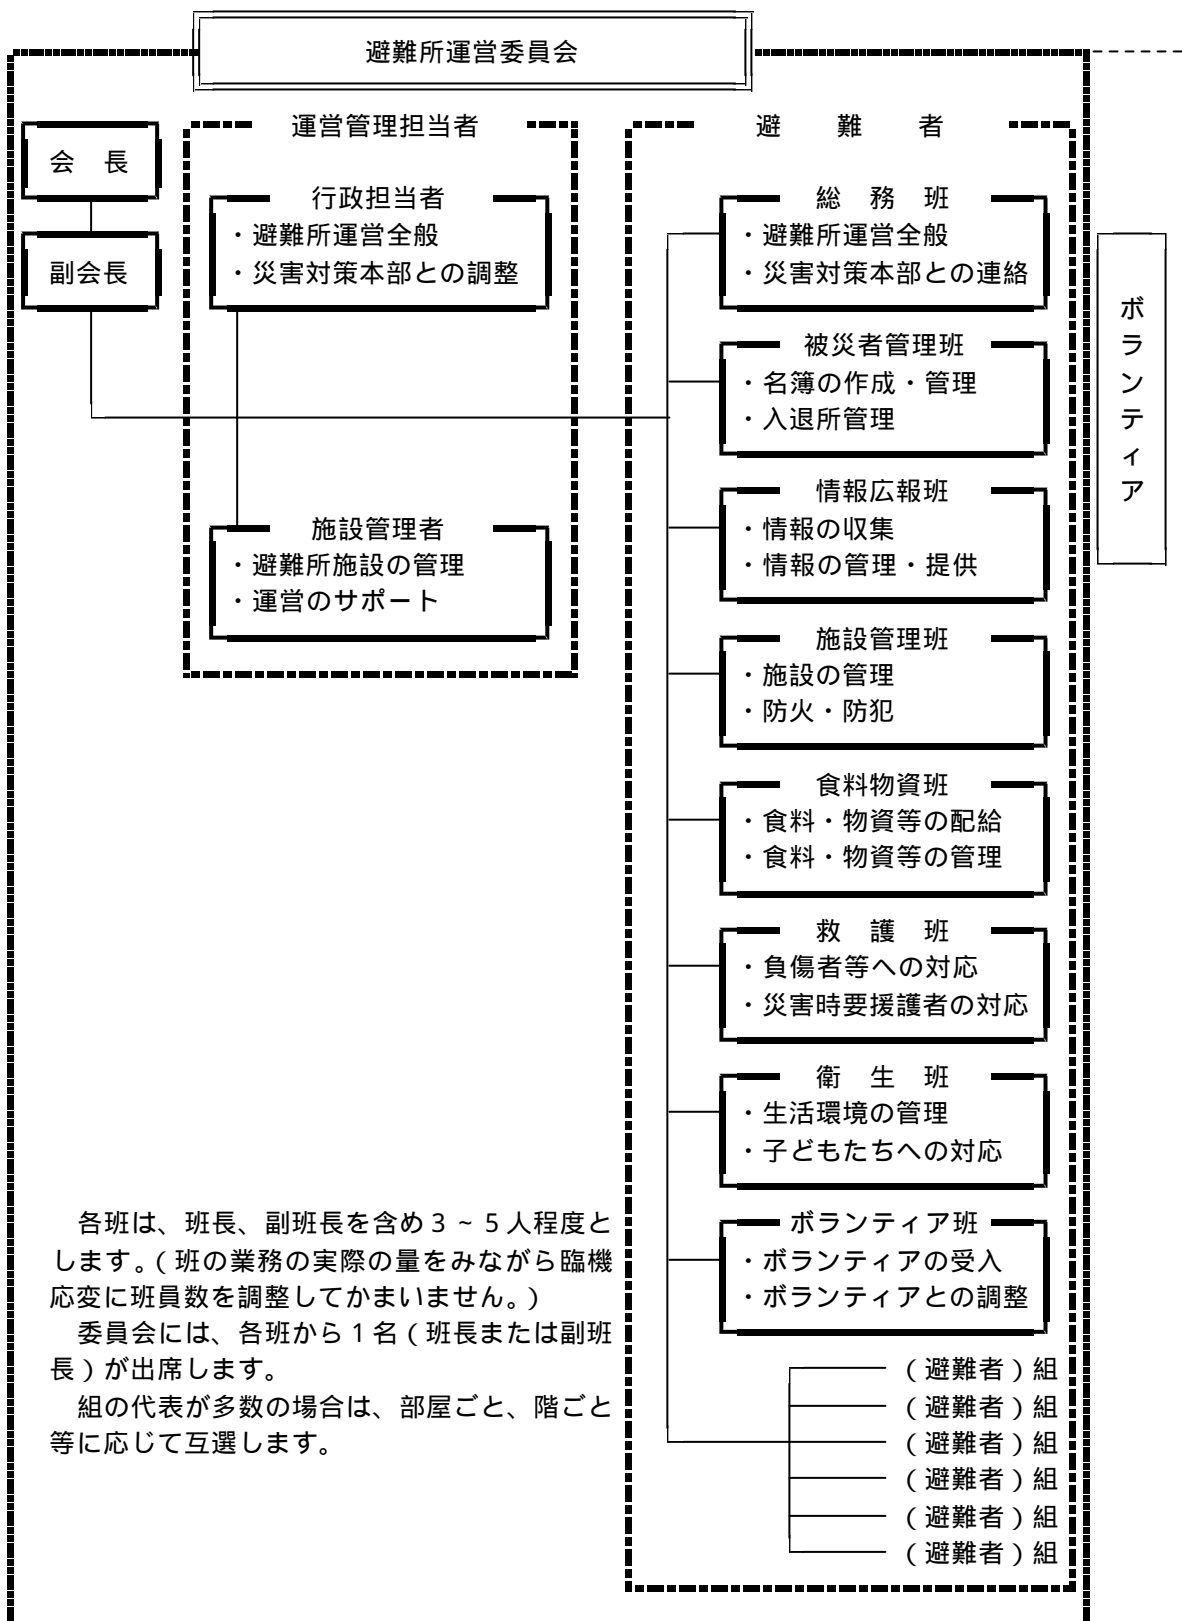 避難所運営委員会
会　長
副会長
運営管理担当者
行政担当者
・避難所運営全般
・災害対策本部との調整
施設管理者
・避難所施設の管理
・運営のサポート
避　難　者
総　務　班
・避難所運営全般
・災害対策本部との連絡
被災者管理班
・名簿の作成・管理
・入退所管理
情報広報班
・情報の収集
・情報の管理・提供
施設管理班
・施設の管理
・防火・防犯
食料物資班
・食料・物資等の配給
・食料・物資等の管理
救　護　班
・負傷者等への対応
・災害時要援護者の対応
衛　生　班
・生活環境の管理
・子どもたちへの対応
ボランティア班
・ボランティアの受入
・ボランティアとの調整
（避難者）組
（避難者）組
（避難者）組
（避難者）組
（避難者）組
（避難者）組
ボランティア
各班は、班長、副班長を含め３～５人程度と
します。（班の業務の実際の量をみながら臨機
応変に班員数を調整してかまいません。）
委員会には、各班から１名（班長または副班
長）が出席します。
組の代表が多数の場合は、部屋ごと、階ごと
等に応じて互選します。